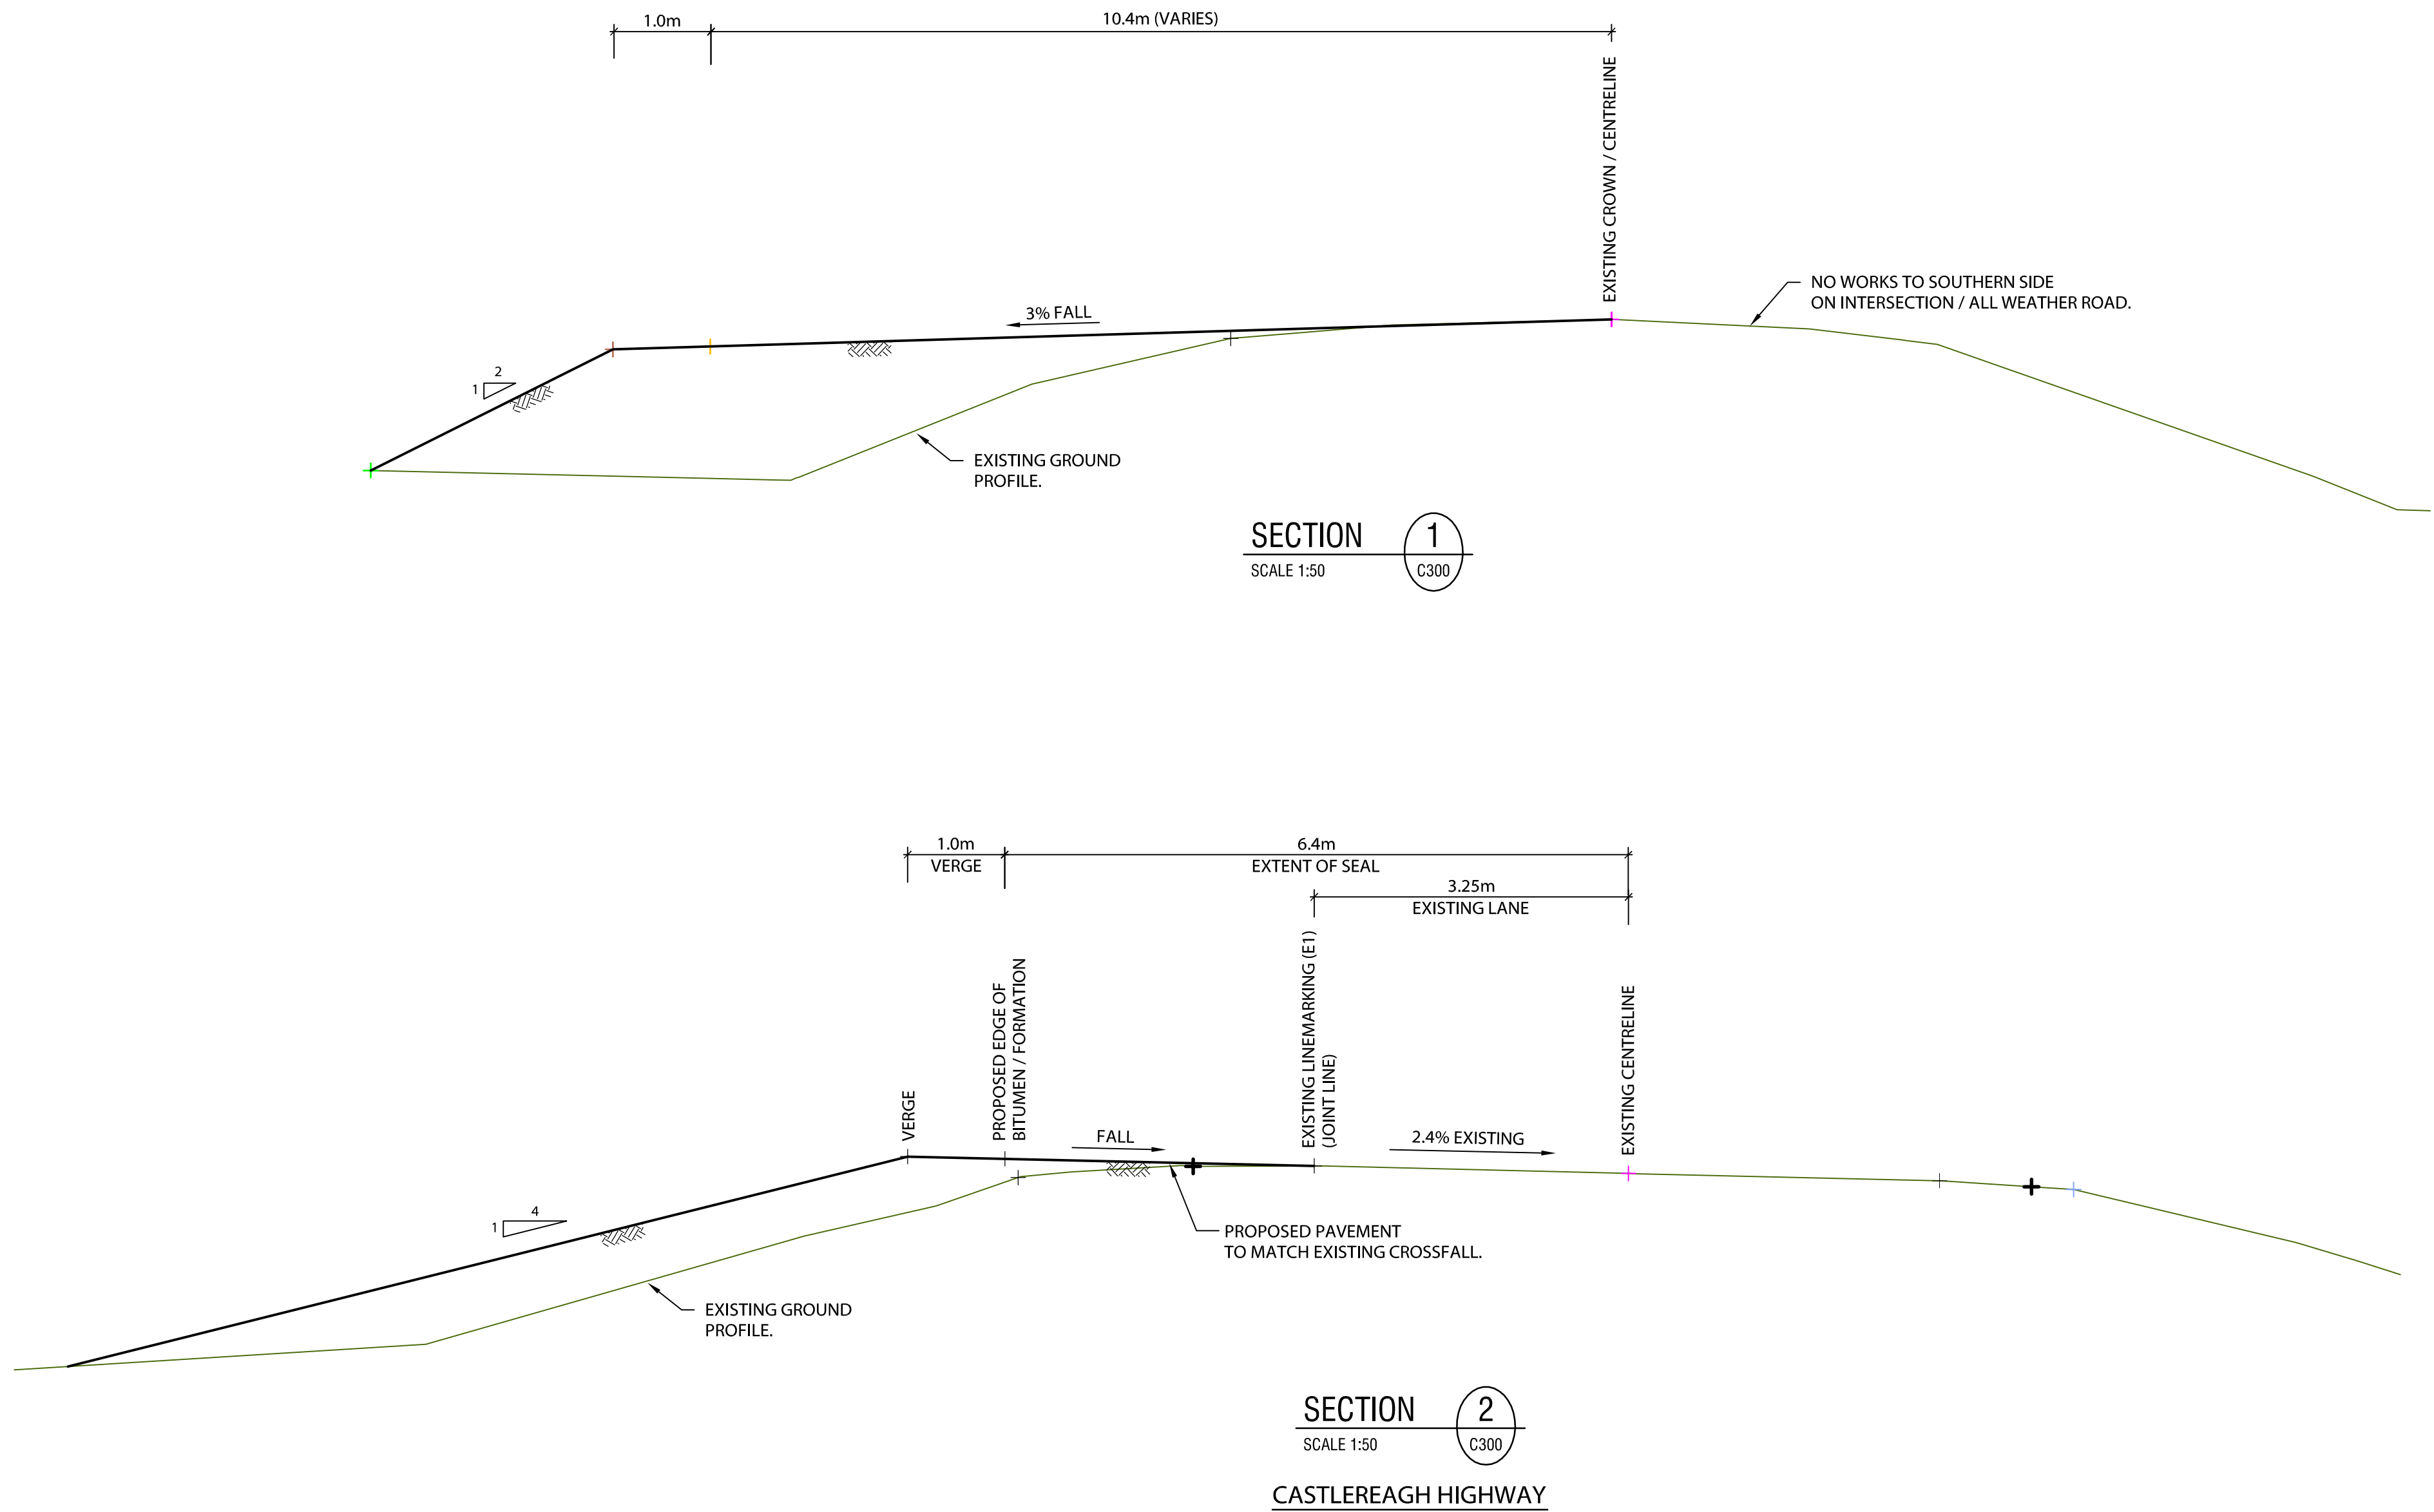 1.0m
10.4m (VARIES)
EXISTING CROWN / CENTRELINE
NO WORKS TO SOUTHERN SIDE
ON INTERSECTION / ALL WEATHER ROAD.
3% FALL
2
1
EXISTING GROUND
PROFILE.
SECTION
1
SCALE 1:50
C300
1.0m
VERGE
6.4m
EXTENT OF SEAL
3.25m
EXISTING LANE
VERGE
PROPOSED EDGE OF
BITUMEN / FORMATION
EXISTING LINEMARKING (E1)
(JOINT LINE)
EXISTING CENTRELINE
FALL
2.4% EXISTING
4
1
PROPOSED PAVEMENT
TO MATCH EXISTING CROSSFALL.
EXISTING GROUND
PROFILE.
SECTION
2
SCALE 1:50
C300
CASTLEREAGH HIGHWAY